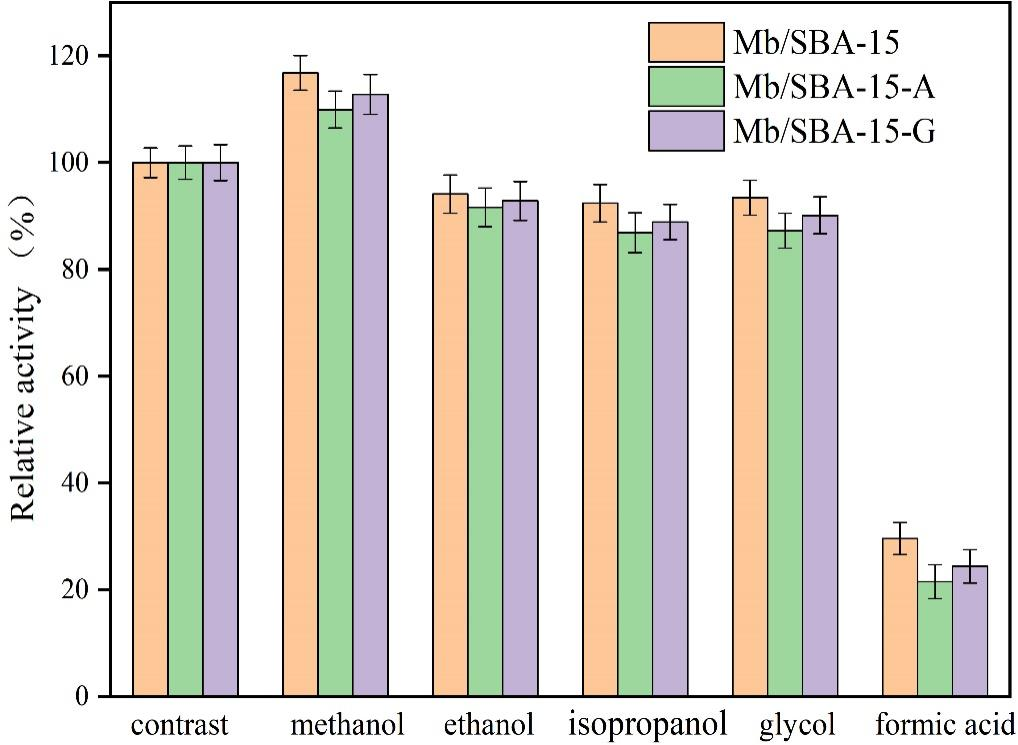 Mb/SBA-15
Mb/SBA-15-A
Mb/SBA-15-G
Relative activity （%）
120
100
80
60
40
20
0
contrast methanol ethanol isopropanol glycol formic acid